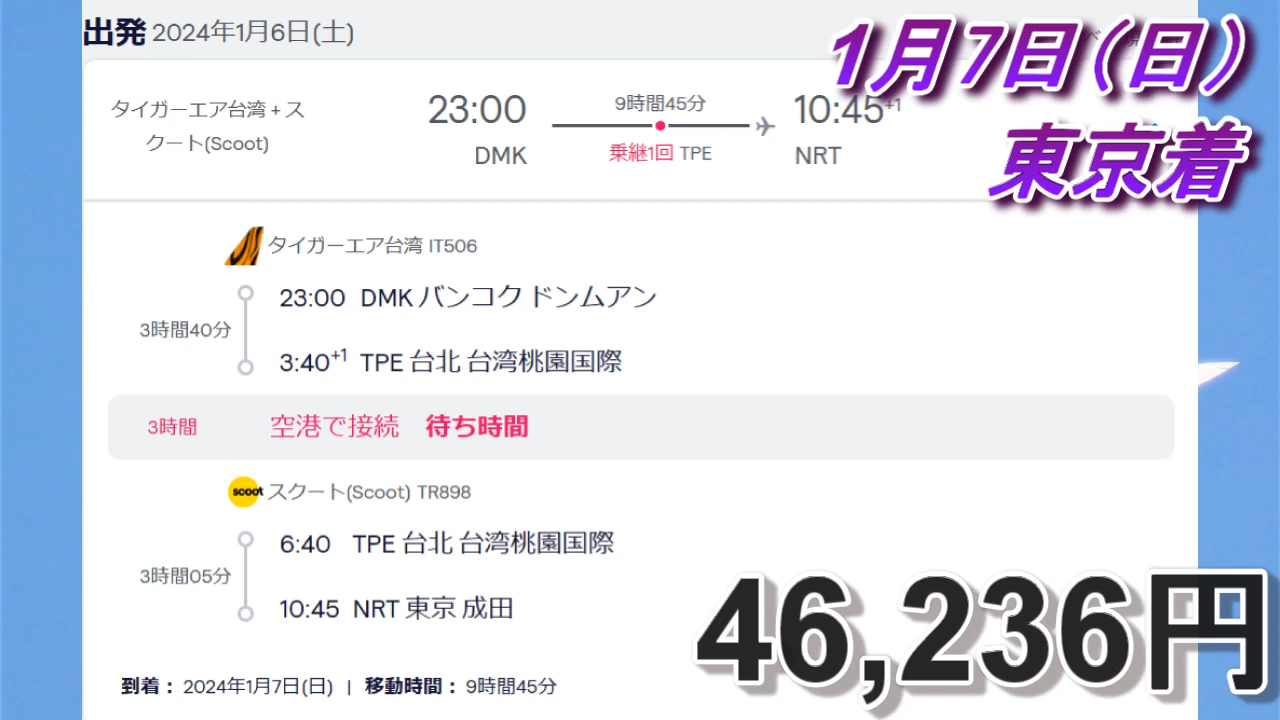 出発 2024年1月6日(土)
1月7日(日)
東京着
タイガーエア台湾 + ス
クート(Scoot)
23:00
9時間45分
10:45+1
DMK
乗継1回 TPE
NRT
タイガーエア台湾 IT506
23:00 DMK バンコク ドンムアン
3時間40分
3:40+1 TPE 台北 台湾桃園国際
3時間 空港で接続 待ち時間
scoot スクート(Scoot) TR898
6:40 TPE 台北 台湾桃園国際
3時間05分
10:45 NRT 東京 成田
46,236円
到着: 2024年1月7日(日) | 移動時間: 9時間45分